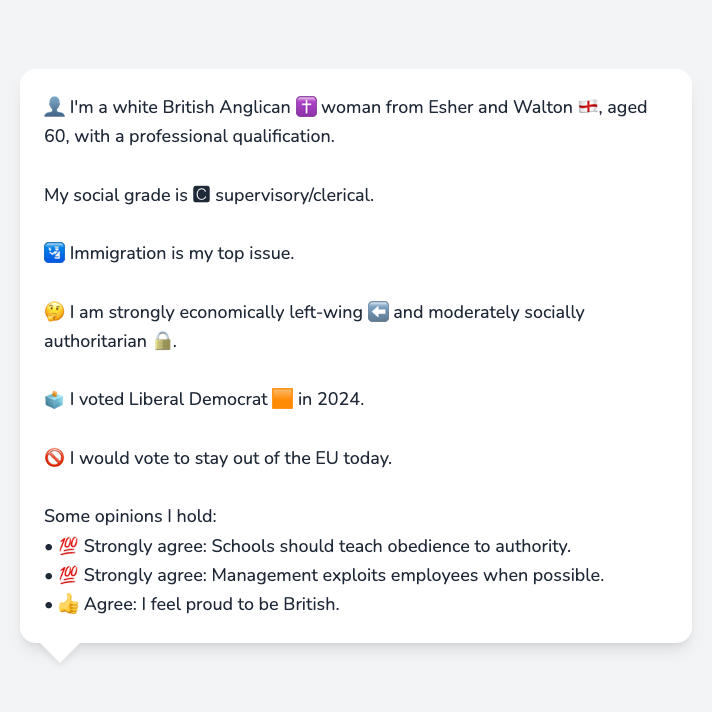 👤 I'm a white British Anglican ✝️ woman from Esher and Walton 🏴󠁧󠁢󠁥󠁮󠁧󠁿, aged
60, with a professional qualification.
My social grade is 🅲 supervisory/clerical.
🛂 Immigration is my top issue.
🤔 I am strongly economically left-wing ⬅️ and moderately socially
authoritarian 🔒.
🗳️ I voted Liberal Democrat 🟧 in 2024.
🚫 I would vote to stay out of the EU today.
Some opinions I hold:
• 💯 Strongly agree: Schools should teach obedience to authority.
• 💯 Strongly agree: Management exploits employees when possible.
• 👍 Agree: I feel proud to be British.